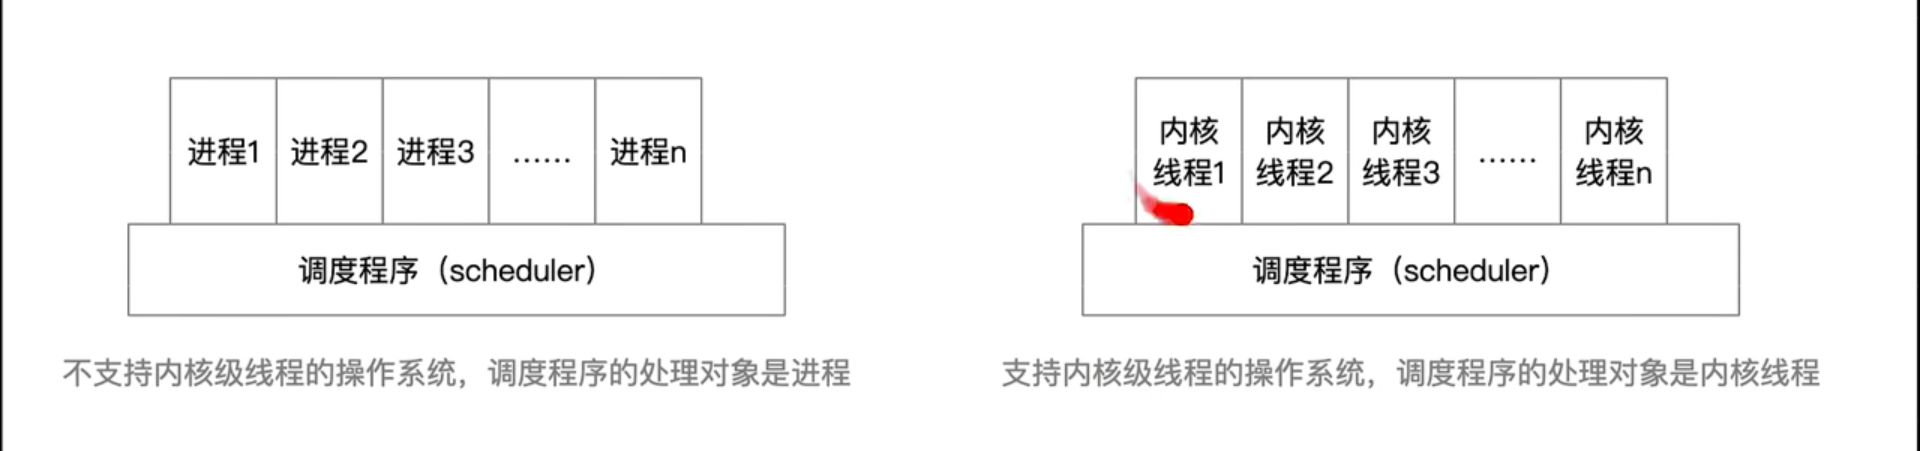 进程1
进程2
进程3
……
进程n
调度程序（scheduler）
不支持内核级线程的操作系统，调度程序的处理对象是进程
内核
线程1
内核
线程2
内核
线程3
……
内核
线程n
调度程序（scheduler）
支持内核级线程的操作系统，调度程序的处理对象是内核线程